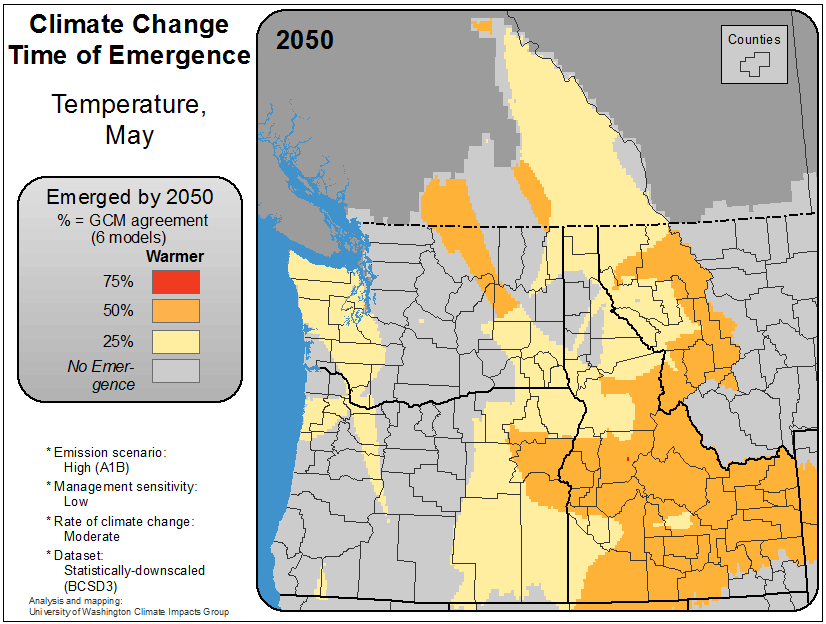 Climate Change
Time of Emergence
Temperature,
May
Emerged by 2050
% = GCM agreement
(6 models)
Warmer
75%
50%
25%
No Emer-
gence
* Emission scenario:
High (A1B)
* Management sensitivity:
Low
* Rate of climate change:
Moderate
* Dataset:
Statistically-downscaled
(BCSD3)
Analysis and mapping:
University of Washington Climate Impacts Group
2050
Counties